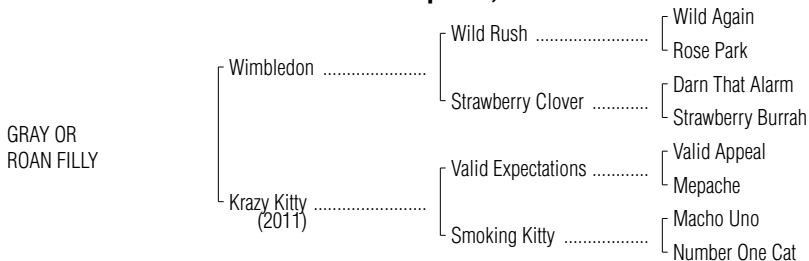 Wild Again
Wild Rush ........................
Rose Park
Wimbledon ......................
Darn That Alarm
Strawberry Clover ............
Strawberry Burrah
GRAY OR
ROAN FILLY
Valid Appeal
Valid Expectations ............
Mepache
Krazy Kitty ........................
(2011)
Macho Uno
Smoking Kitty ..................
Number One Cat